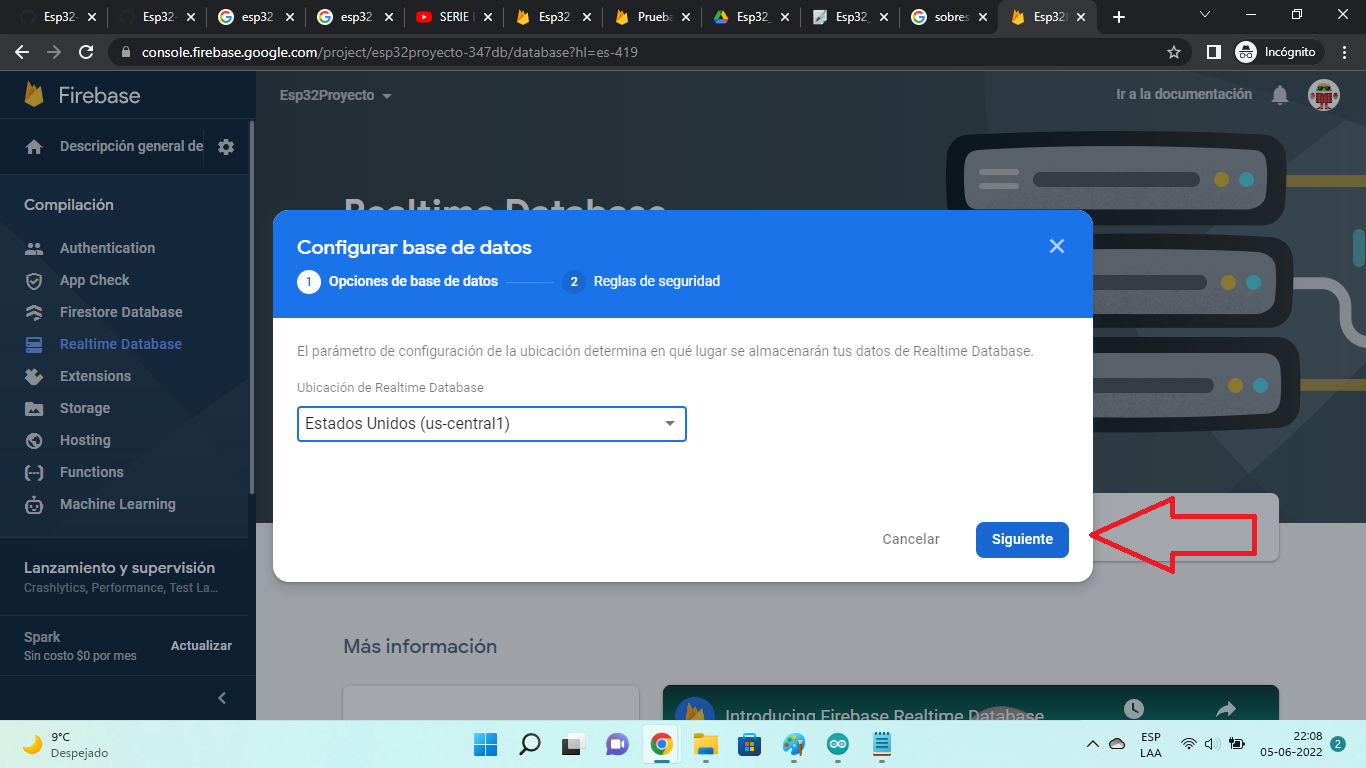 Esp32-
Esp32-
esp32
esp32
SERIE
Esp32
Prueba
Esp32_
Esp32_
sobres
Esp32
console.firebase.google.com/project/esp32proyecto-347db/database?hl=es-419
Incógnito
Firebase
Esp32Proyecto
Ir a la documentación
Descripción general de
Compilación
Authentication
App Check
Firestore Database
Realtime Database
Extensions
Storage
Hosting
Functions
Machine Learning
Lanzamiento y supervisión
Crashlytics, Performance, Test La...
Spark
Sin costo $0 por mes
Actualizar
Realtime Database
Configurar base de datos
1 Opciones de base de datos
2 Reglas de seguridad
El parámetro de configuración de la ubicación determina en qué lugar se almacenarán tus datos de Realtime Database.
Ubicación de Realtime Database
Estados Unidos (us-central1)
Cancelar
Siguiente
Más información
Introducing Firebase Realtime Database
9°C
Despejado
ESP
LAA
22:08
05-06-2022
2